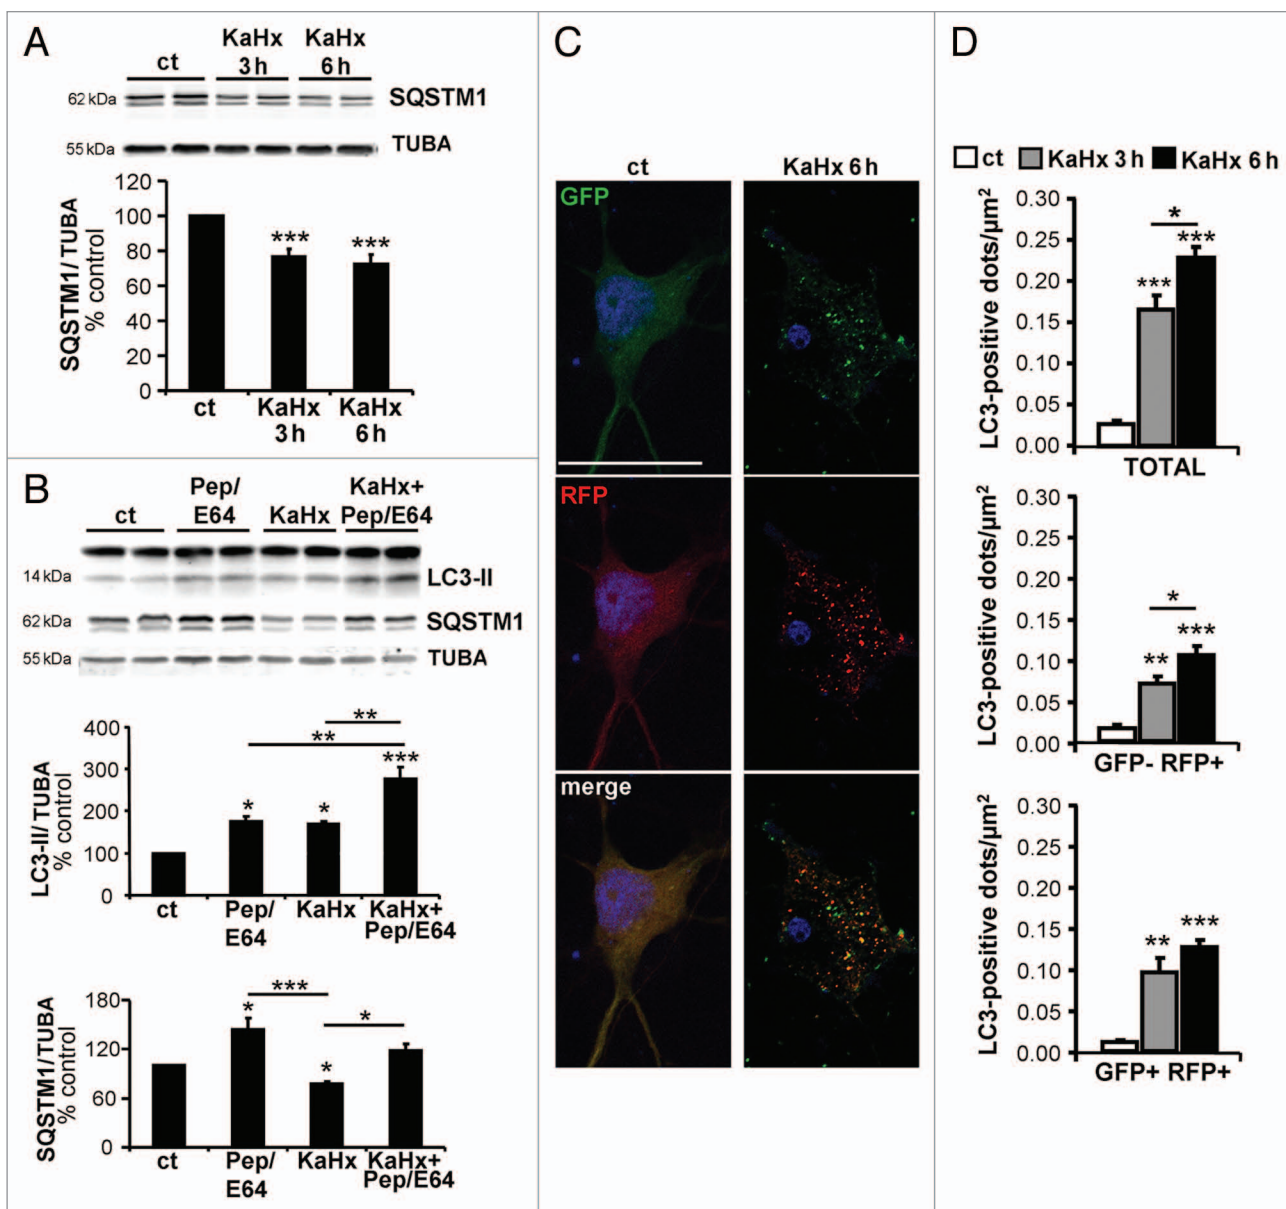 A
KaHx KaHx
ct 3 h 6 h
62 kDa SQSTM1
55 kDa TUBA
SQSTM1/ TUBA
% control
120
100
80
60
40
20
0
*** ***
ct KaHx KaHx
3 h 6 h
B
Pep/ KaHx+
ct E64 KaHx Pep/E64
14 kDa LC3-II
62 kDa SQSTM1
55 kDa TUBA
LC3-II/ TUBA
% control
400
300
200
100
0
**
**
* * ***
ct Pep/ KaHx KaHx+
E64 Pep/E64
SQSTM1/TUBA
% control
180
120
60
0
***
*
* *
ct Pep/ KaHx KaHx+
E64 Pep/E64
C
ct KaHx 6 h
GFP
RFP
merge
D
ct KaHx 3 h KaHx 6 h
LC3-positive dots/µm²
0.30
0.25
0.20
0.15
0.10
0.05
0.00
*
*** ***
TOTAL
LC3-positive dots/µm²
0.30
0.25
0.20
0.15
0.10
0.05
0.00
*
** ***
GFP- RFP+
LC3-positive dots/µm²
0.30
0.25
0.20
0.15
0.10
0.05
0.00
** ***
GFP+ RFP+